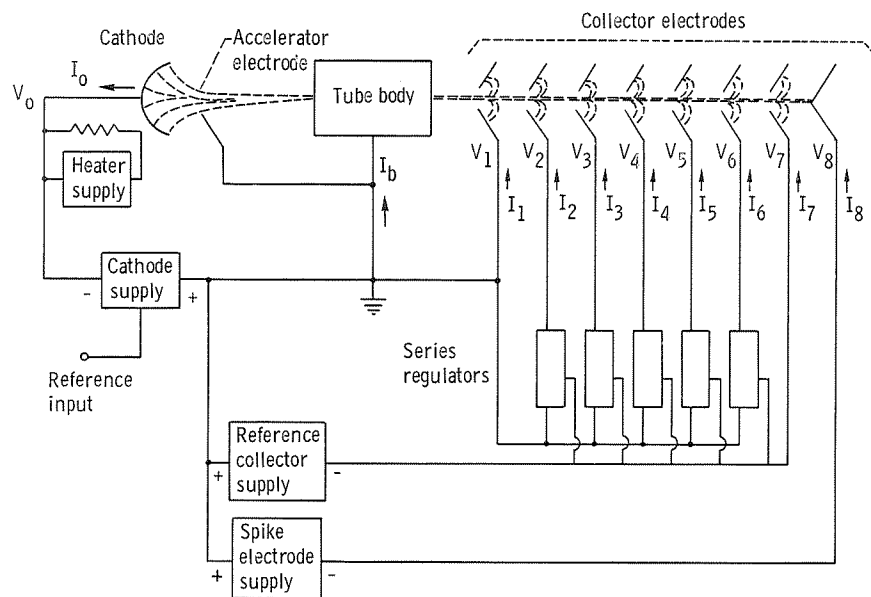 Collector electrodes
Cathode
Accelerator
electrode
I₀
V₀
Tube body
Heater
supply
I_b
V₁
V₂
V₃
V₄
V₅
V₆
V₇
V₈
I₁
I₂
I₃
I₄
I₅
I₆
I₇
I₈
- Cathode
supply +
Reference
input
Series
regulators
Reference
collector
supply
+ -
Spike
electrode
supply
+ -